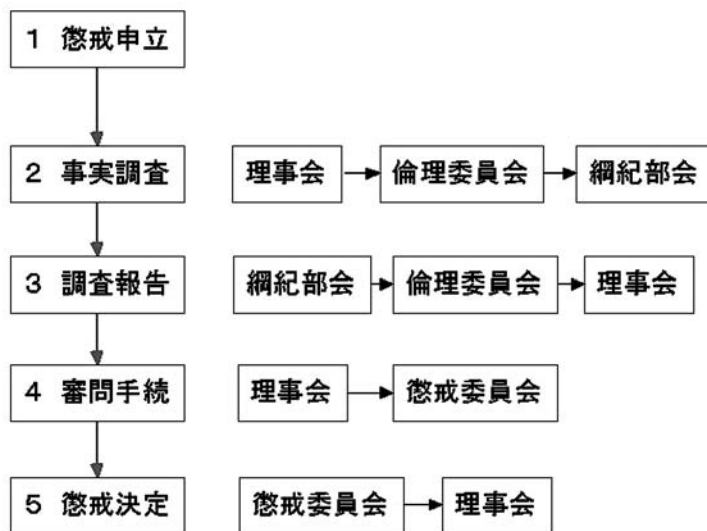 1 懲戒申立
2 事実調査 理事会 倫理委員会 綱紀部会
3 調査報告 綱紀部会 倫理委員会 理事会
4 審問手続 理事会 懲戒委員会
5 懲戒決定 懲戒委員会 理事会